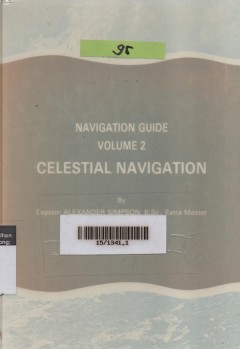 95
NAVIGATION GUIDE
VOLUME 2
CELESTIAL NAVIGATION
By
Captain ALEXANDER SIMPSON, B.Sc., Extra Master
15/1341.1